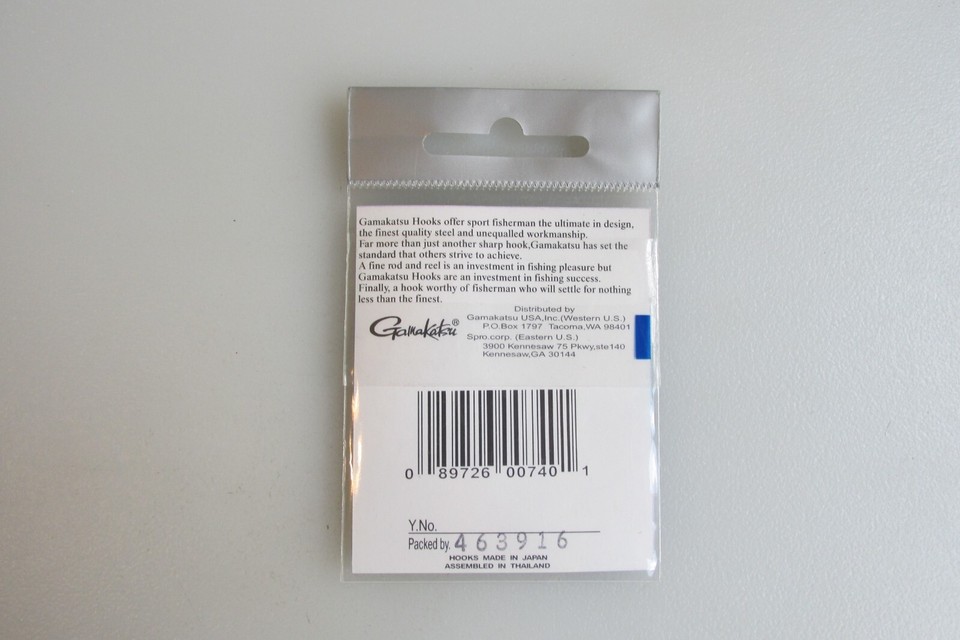 Gamakatsu Hooks offer sport fisherman the ultimate in design,
the finest quality steel and unequalled workmanship.
Far more than just another sharp hook,Gamakatsu has set the
standard that others strive to achieve.
A fine rod and reel is an investment in fishing pleasure but
Gamakatsu Hooks are an investment in fishing success.
Finally, a hook worthy of fisherman who will settle for nothing
less than the finest.
Gamakatsu®
Distributed by
Gamakatsu USA,Inc.(Western U.S.)
P.O.Box 1797 Tacoma,WA 98401
Spro.corp. (Eastern U.S.)
3900 Kennesaw 75 Pkwy,ste140
Kennesaw,GA 30144
0 89726 00740 1
Y.No.
Packed by. 463916
HOOKS MADE IN JAPAN
ASSEMBLED IN THAILAND